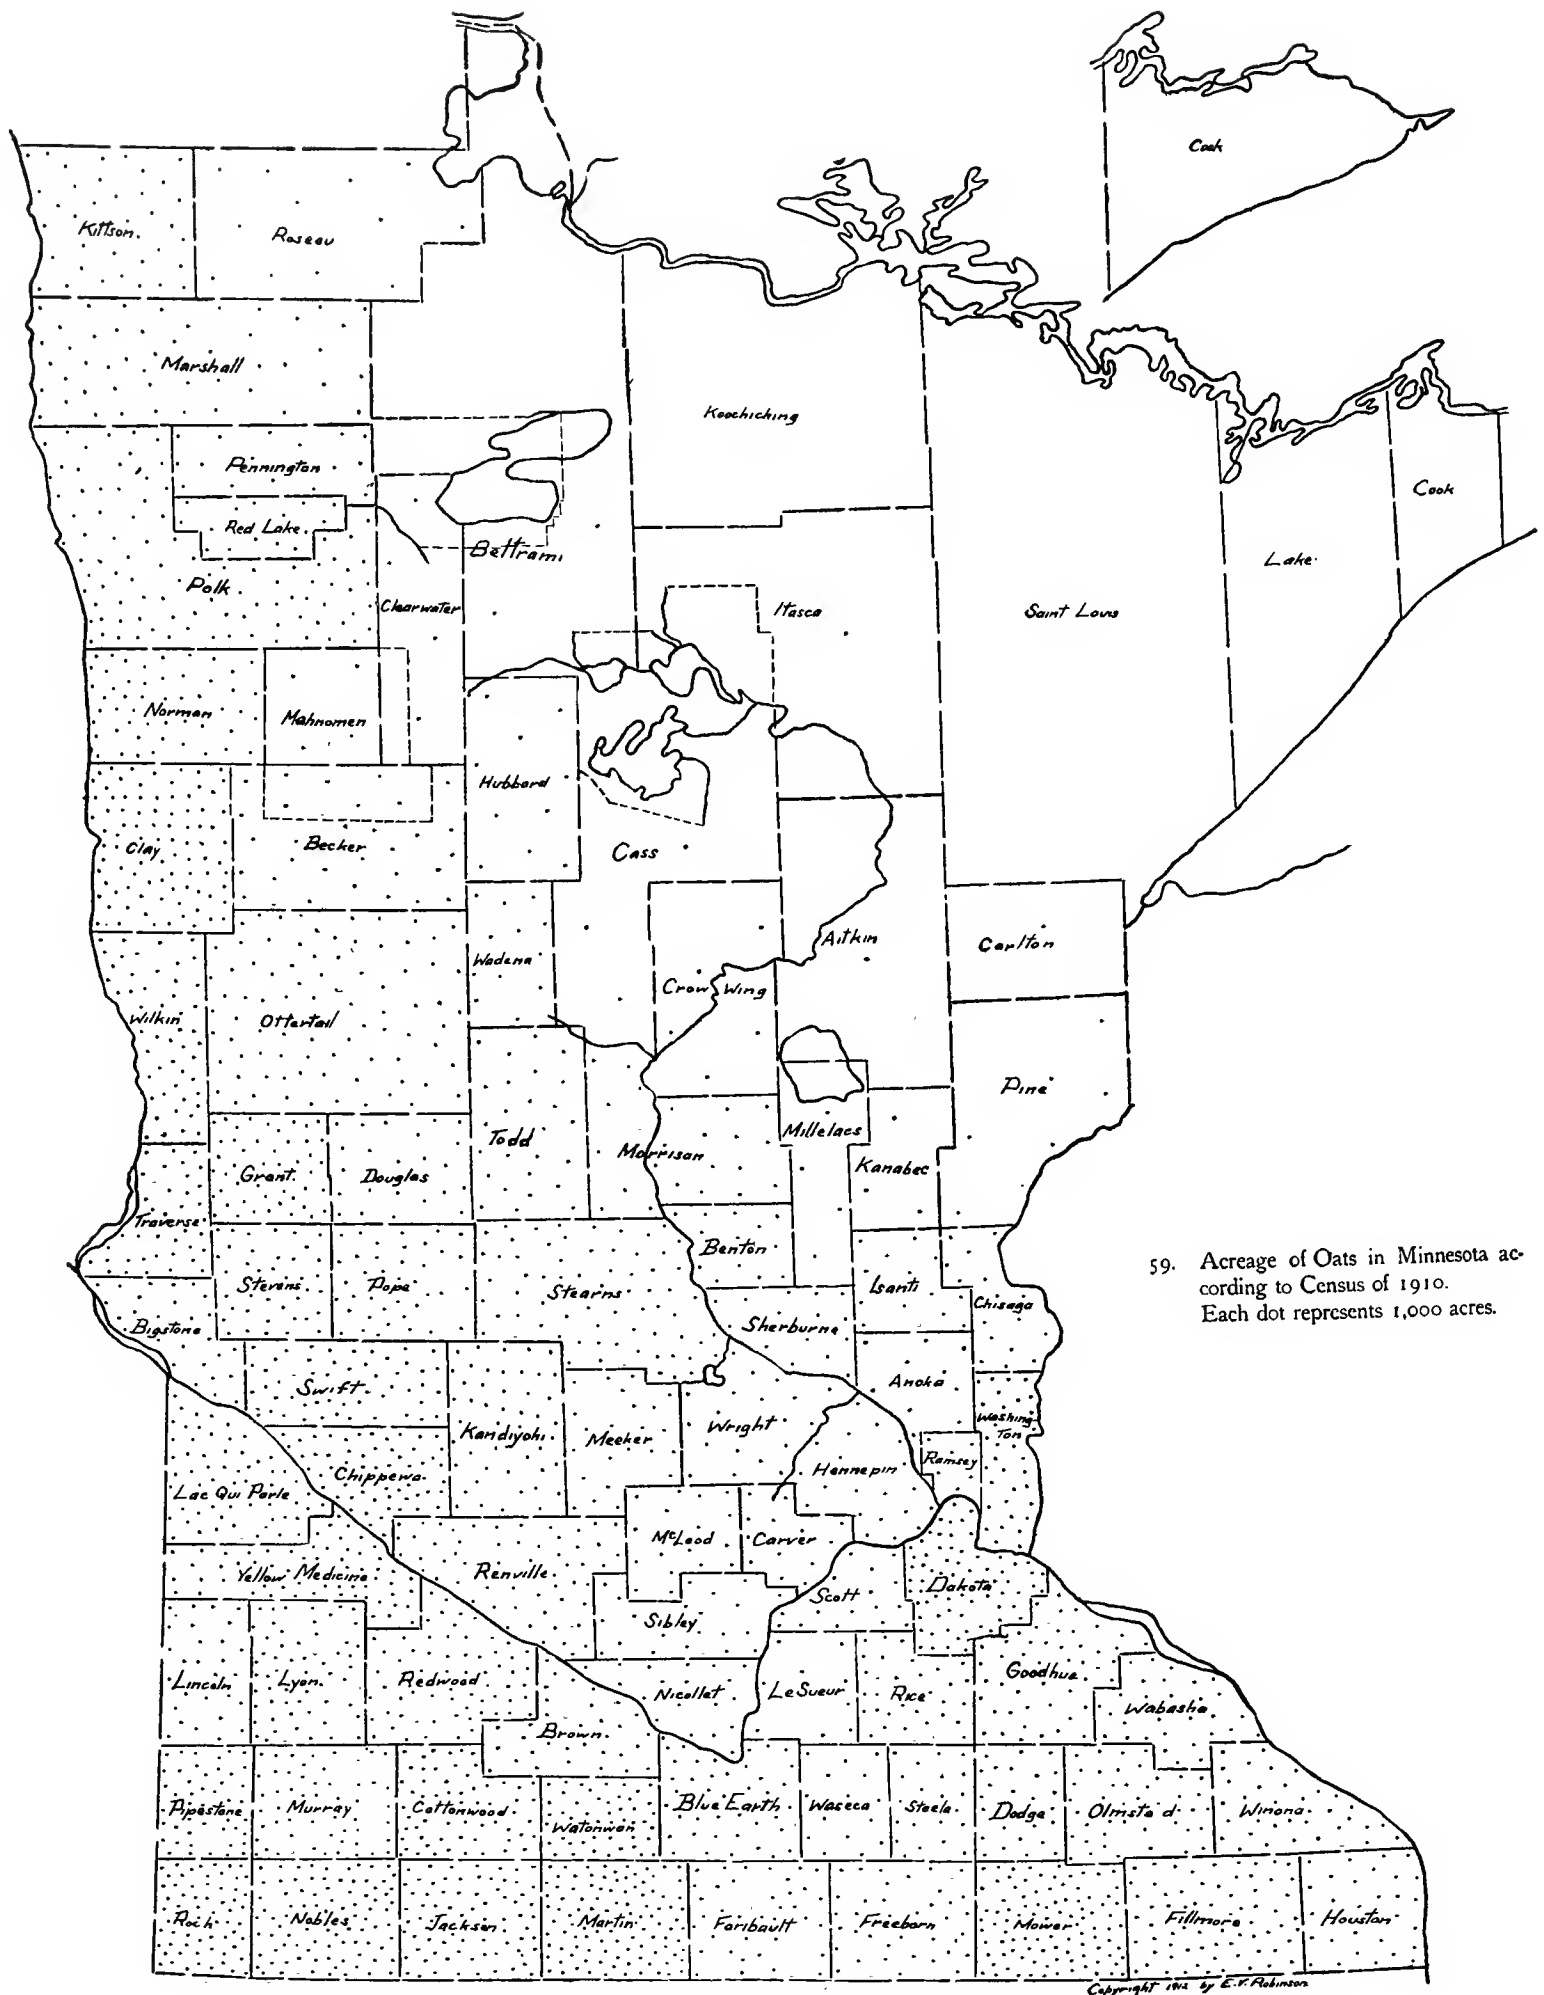 Cook
Kittson.
Roseau
Marshall
Koochiching
Pennington
Cook
Red Lake.
Beltrami
Lake
Polk
Clearwater
Itasca
Saint Louis
Norman
Mahnomen
Hubbard
Clay
Becker
Cass
Wadena
Aitkin
Carlton
Crow Wing
Wilkin
Ottertail
Pine
Todd
Millelacs
Morrison
Kanabec
Grant
Douglas
Traverse
Benton
59. Acreage of Oats in Minnesota ac-
cording to Census of 1910.
Each dot represents 1,000 acres.
Stevens
Pope
Stearns
Isanti
Chisago
Bigstone
Sherburne
Swift
Anoka
Washing-
Ton
Kandiyohi
Meeker
Wright
Ramsey
Hennepin
Chippewa
Lac Qui Parle
McLeod
Carver
Yellow Medicine
Renville
Dakota
Scott
Sibley
Lincoln
Lyon
Redwood
Nicollet
LeSueur
Rice
Goodhue
Wabasha
Brown
Pipestone
Murray
Cottonwood
Watonwan
Blue Earth
Waseca
Steele
Dodge
Olmsted
Winona
Rock
Nobles
Jackson
Martin
Faribault
Freeborn
Mower
Fillmore
Houston
Copyright 1912 by E.V. Robinson